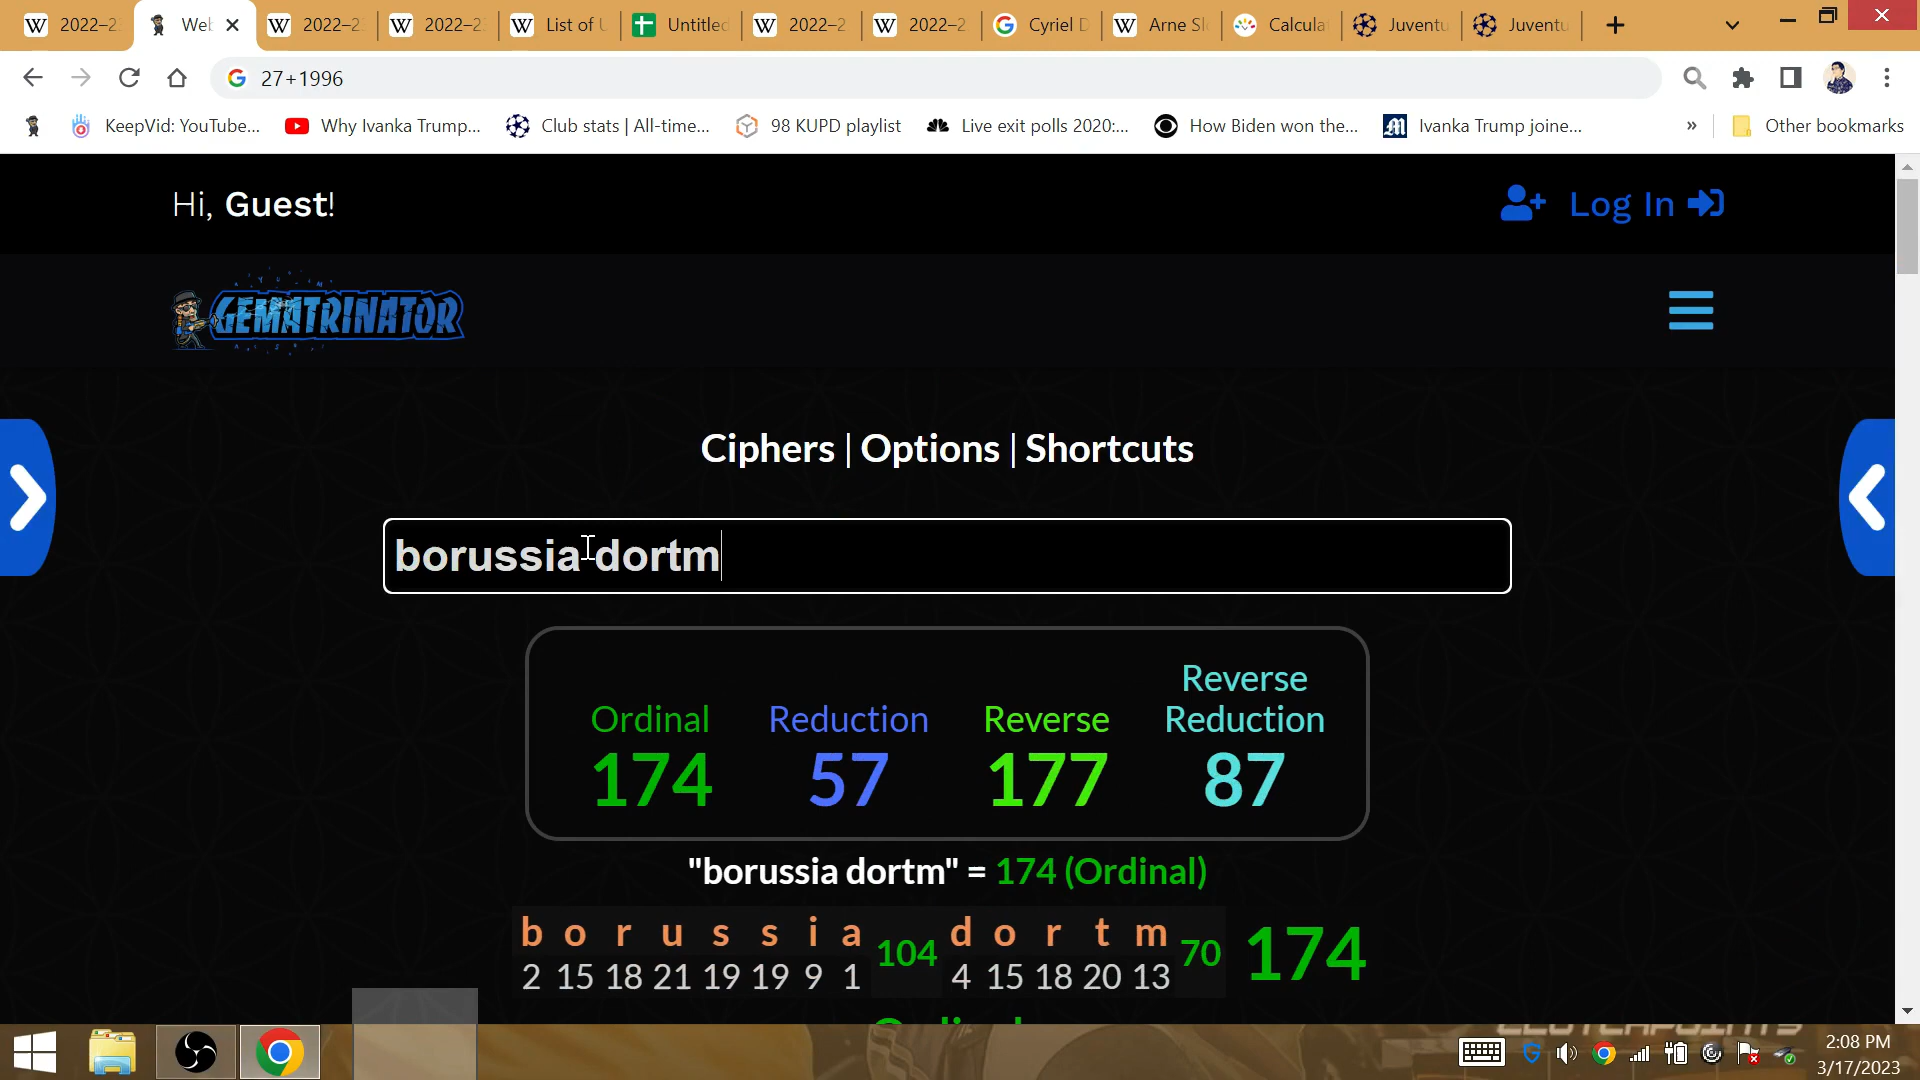 2022–2
Web
2022–2
2022–2
List of U
Untitled
2022–2
2022–2
Cyriel D
Arne Sl
Calcula
Juventu
Juventu
27+1996
KeepVid: YouTube...
Why Ivanka Trump...
Club stats | All-time...
98 KUPD playlist
Live exit polls 2020:...
How Biden won the...
Ivanka Trump joine...
»
Other bookmarks
Hi, Guest!
Log In
GEMATRINATOR
Ciphers | Options | Shortcuts
borussia dortm
Ordinal
174
Reduction
57
Reverse
177
Reverse
Reduction
87
"borussia dortm" = 174 (Ordinal)
b o r u s s i a 104 d o r t m 70 174
2 15 18 21 19 19 9 1 4 15 18 20 13
2:08 PM
3/17/2023